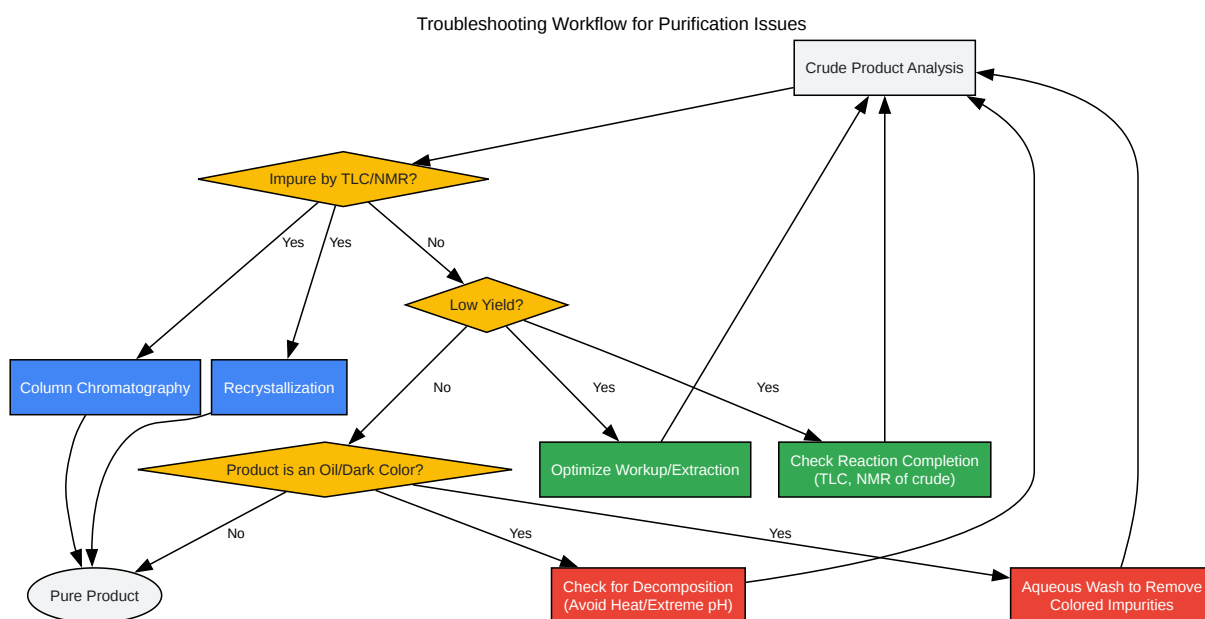 Troubleshooting Workflow for Purification Issues
Crude Product Analysis
Impure by TLC/NMR?
Yes
Yes
No
Low Yield?
Column Chromatography
Recrystallization
No
Yes
Yes
Product is an Oil/Dark Color?
Optimize Workup/Extraction
Check Reaction Completion
(TLC, NMR of crude)
No
Yes
Yes
Pure Product
Check for Decomposition
(Avoid Heat/Extreme pH)
Aqueous Wash to Remove
Colored Impurities